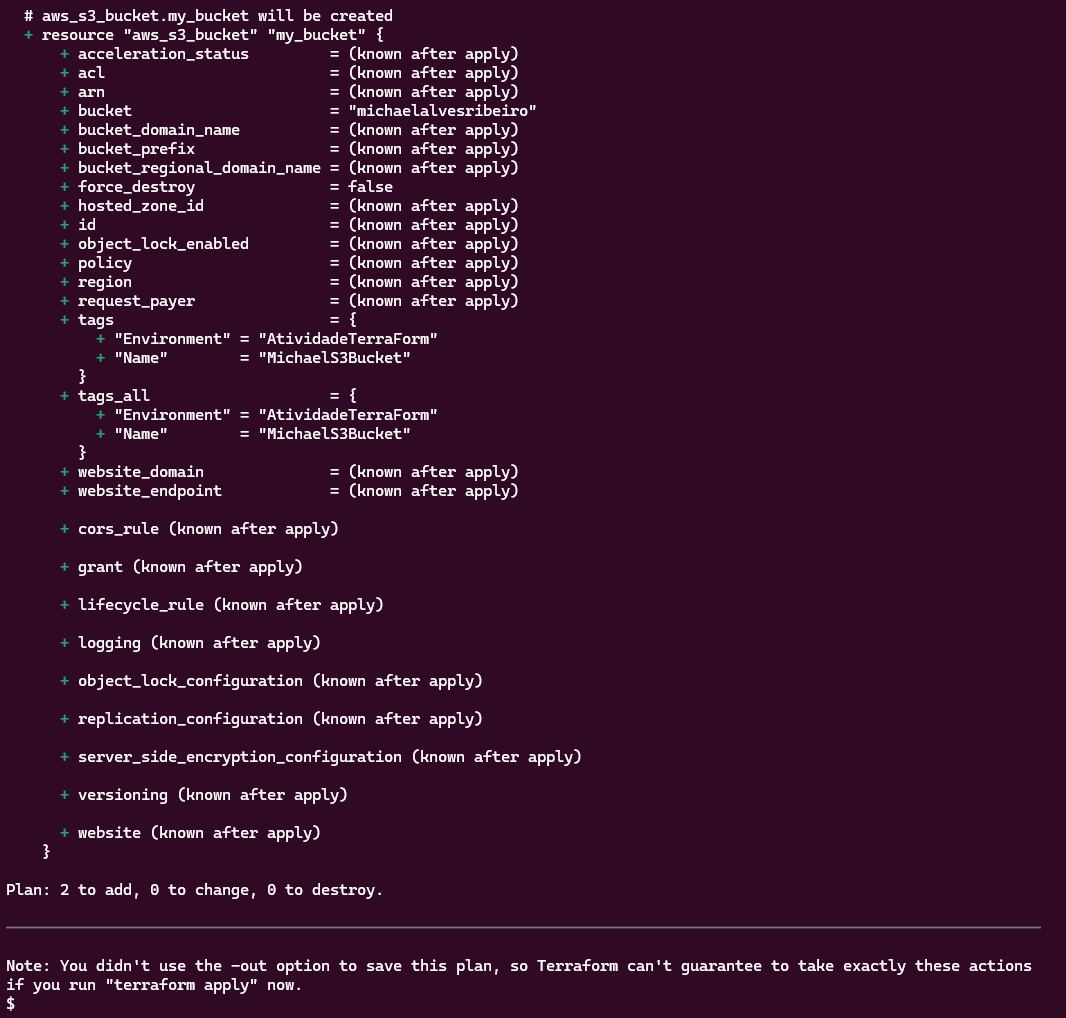 # aws_s3_bucket.my_bucket will be created
+ resource "aws_s3_bucket" "my_bucket" {
+ acceleration_status = (known after apply)
+ acl = (known after apply)
+ arn = (known after apply)
+ bucket = "michaelalvesribeiro"
+ bucket_domain_name = (known after apply)
+ bucket_prefix = (known after apply)
+ bucket_regional_domain_name = (known after apply)
+ force_destroy = false
+ hosted_zone_id = (known after apply)
+ id = (known after apply)
+ object_lock_enabled = (known after apply)
+ policy = (known after apply)
+ region = (known after apply)
+ request_payer = (known after apply)
+ tags = {
+ "Environment" = "AtividadeTerraForm"
+ "Name" = "MichaelS3Bucket"
}
+ tags_all = {
+ "Environment" = "AtividadeTerraForm"
+ "Name" = "MichaelS3Bucket"
}
+ website_domain = (known after apply)
+ website_endpoint = (known after apply)
+ cors_rule (known after apply)
+ grant (known after apply)
+ lifecycle_rule (known after apply)
+ logging (known after apply)
+ object_lock_configuration (known after apply)
+ replication_configuration (known after apply)
+ server_side_encryption_configuration (known after apply)
+ versioning (known after apply)
+ website (known after apply)
}
Plan: 2 to add, 0 to change, 0 to destroy.
Note: You didn't use the -out option to save this plan, so Terraform can't guarantee to take exactly these actions
if you run "terraform apply" now.
$